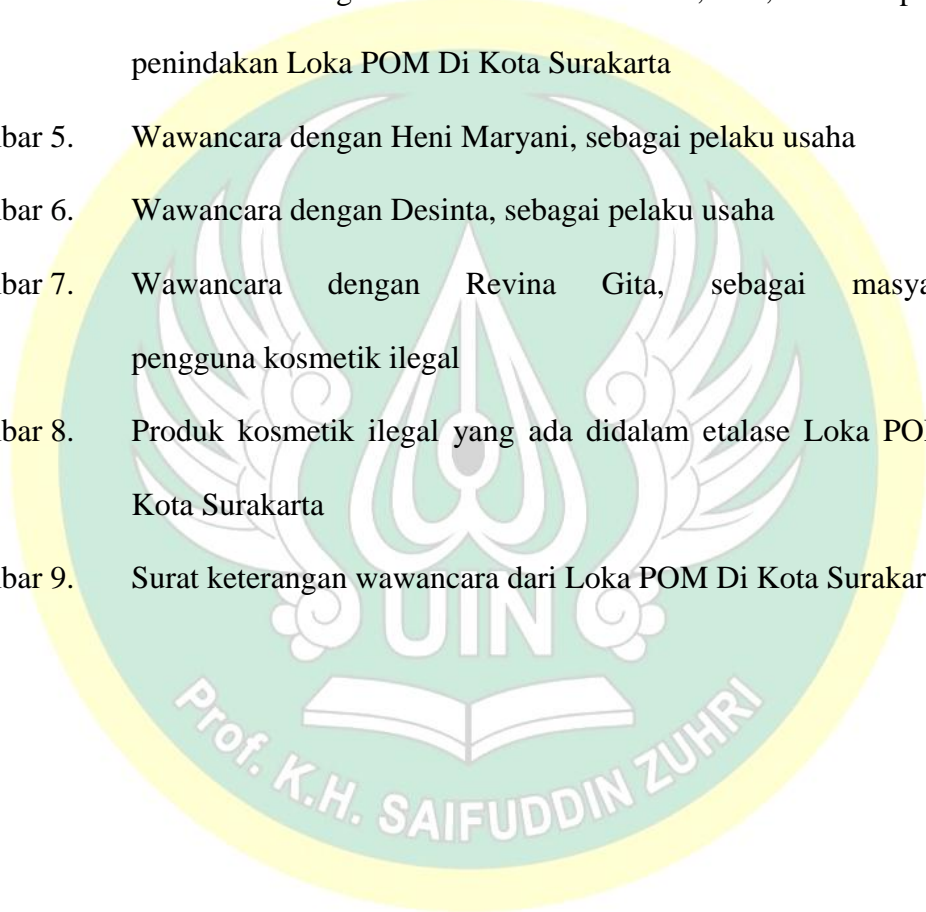 penindakan Loka POM Di Kota Surakarta
bar 5. Wawancara dengan Heni Maryani, sebagai pelaku usaha
bar 6. Wawancara dengan Desinta, sebagai pelaku usaha
bar 7. Wawancara dengan Revina Gita, sebagai masya
pengguna kosmetik ilegal
bar 8. Produk kosmetik ilegal yang ada didalam etalase Loka PO
Kota Surakarta
bar 9. Surat keterangan wawancara dari Loka POM Di Kota Surakar
UIN
Prof. K.H. SAIFUDDIN ZUHRI